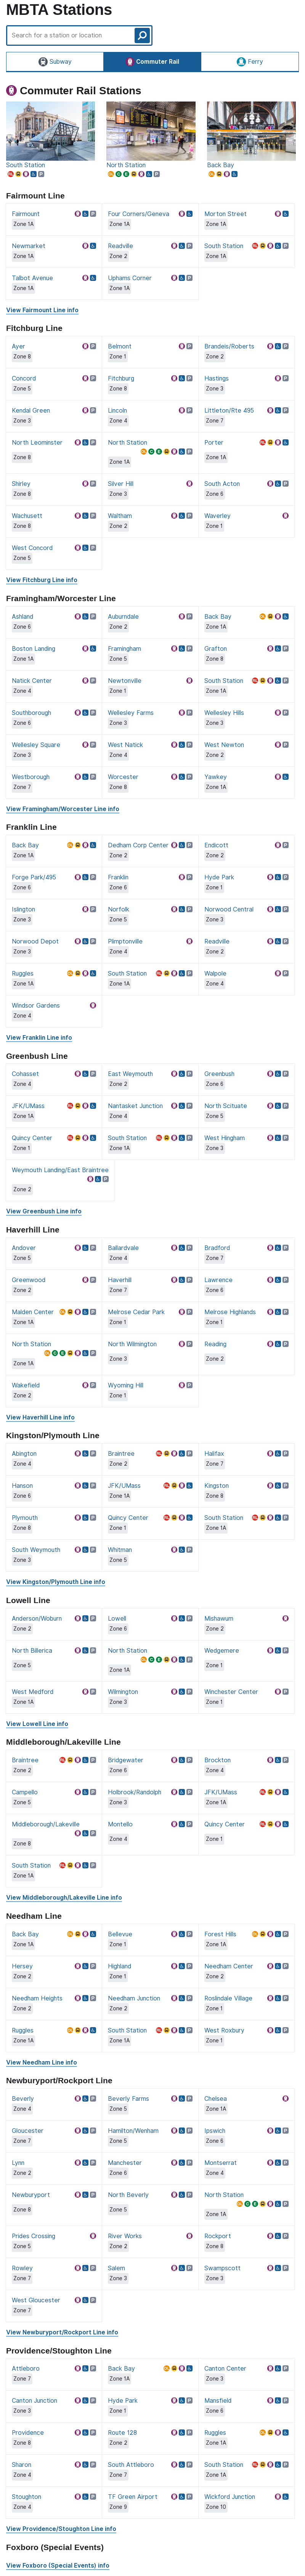 MBTA Stations
Search for a station or location
Subway
Commuter Rail
Ferry
Commuter Rail Stations
South Station
North Station
Back Bay
Fairmount Line
Fairmount
Zone 1A
Four Corners/Geneva
Zone 1A
Morton Street
Zone 1A
Newmarket
Zone 1A
Readville
Zone 2
South Station
Zone 1A
Talbot Avenue
Zone 1A
Uphams Corner
Zone 1A
View Fairmount Line info
Fitchburg Line
Ayer
Zone 8
Belmont
Zone 1
Brandeis/Roberts
Zone 2
Concord
Zone 5
Fitchburg
Zone 8
Hastings
Zone 3
Kendal Green
Zone 3
Lincoln
Zone 4
Littleton/Rte 495
Zone 7
North Leominster
Zone 8
North Station
Zone 1A
Porter
Zone 1A
Shirley
Zone 8
Silver Hill
Zone 3
South Acton
Zone 6
Wachusett
Zone 8
Waltham
Zone 2
Waverley
Zone 1
West Concord
Zone 5
View Fitchburg Line info
Framingham/Worcester Line
Ashland
Zone 6
Auburndale
Zone 2
Back Bay
Zone 1A
Boston Landing
Zone 1A
Framingham
Zone 5
Grafton
Zone 8
Natick Center
Zone 4
Newtonville
Zone 1
South Station
Zone 1A
Southborough
Zone 6
Wellesley Farms
Zone 3
Wellesley Hills
Zone 3
Wellesley Square
Zone 3
West Natick
Zone 4
West Newton
Zone 2
Westborough
Zone 7
Worcester
Zone 8
Yawkey
Zone 1A
View Framingham/Worcester Line info
Franklin Line
Back Bay
Zone 1A
Dedham Corp Center
Zone 2
Endicott
Zone 2
Forge Park/495
Zone 6
Franklin
Zone 6
Hyde Park
Zone 1
Islington
Zone 3
Norfolk
Zone 5
Norwood Central
Zone 3
Norwood Depot
Zone 3
Plimptonville
Zone 4
Readville
Zone 2
Ruggles
Zone 1A
South Station
Zone 1A
Walpole
Zone 4
Windsor Gardens
Zone 4
View Franklin Line info
Greenbush Line
Cohasset
Zone 4
East Weymouth
Zone 2
Greenbush
Zone 6
JFK/UMass
Zone 1A
Nantasket Junction
Zone 4
North Scituate
Zone 5
Quincy Center
Zone 1
South Station
Zone 1A
West Hingham
Zone 3
Weymouth Landing/East Braintree
Zone 2
View Greenbush Line info
Haverhill Line
Andover
Zone 5
Ballardvale
Zone 4
Bradford
Zone 7
Greenwood
Zone 2
Haverhill
Zone 7
Lawrence
Zone 6
Malden Center
Zone 1A
Melrose Cedar Park
Zone 1
Melrose Highlands
Zone 1
North Station
Zone 1A
North Wilmington
Zone 3
Reading
Zone 2
Wakefield
Zone 2
Wyoming Hill
Zone 1
View Haverhill Line info
Kingston/Plymouth Line
Abington
Zone 4
Braintree
Zone 2
Halifax
Zone 7
Hanson
Zone 6
JFK/UMass
Zone 1A
Kingston
Zone 8
Plymouth
Zone 8
Quincy Center
Zone 1
South Station
Zone 1A
South Weymouth
Zone 3
Whitman
Zone 5
View Kingston/Plymouth Line info
Lowell Line
Anderson/Woburn
Zone 2
Lowell
Zone 6
Mishawum
Zone 2
North Billerica
Zone 5
North Station
Zone 1A
Wedgemere
Zone 1
West Medford
Zone 1A
Wilmington
Zone 3
Winchester Center
Zone 1
View Lowell Line info
Middleborough/Lakeville Line
Braintree
Zone 2
Bridgewater
Zone 6
Brockton
Zone 4
Campello
Zone 5
Holbrook/Randolph
Zone 3
JFK/UMass
Zone 1A
Middleborough/Lakeville
Zone 8
Montello
Zone 4
Quincy Center
Zone 1
South Station
Zone 1A
View Middleborough/Lakeville Line info
Needham Line
Back Bay
Zone 1A
Bellevue
Zone 1
Forest Hills
Zone 1A
Hersey
Zone 2
Highland
Zone 1
Needham Center
Zone 2
Needham Heights
Zone 2
Needham Junction
Zone 2
Roslindale Village
Zone 1
Ruggles
Zone 1A
South Station
Zone 1A
West Roxbury
Zone 1
View Needham Line info
Newburyport/Rockport Line
Beverly
Zone 4
Beverly Farms
Zone 5
Chelsea
Zone 1A
Gloucester
Zone 7
Hamilton/Wenham
Zone 5
Ipswich
Zone 6
Lynn
Zone 2
Manchester
Zone 6
Montserrat
Zone 4
Newburyport
Zone 8
North Beverly
Zone 5
North Station
Zone 1A
Prides Crossing
Zone 5
River Works
Zone 2
Rockport
Zone 8
Rowley
Zone 7
Salem
Zone 3
Swampscott
Zone 3
West Gloucester
Zone 7
View Newburyport/Rockport Line info
Providence/Stoughton Line
Attleboro
Zone 7
Back Bay
Zone 1A
Canton Center
Zone 3
Canton Junction
Zone 3
Hyde Park
Zone 1
Mansfield
Zone 6
Providence
Zone 8
Route 128
Zone 2
Ruggles
Zone 1A
Sharon
Zone 4
South Attleboro
Zone 7
South Station
Zone 1A
Stoughton
Zone 4
TF Green Airport
Zone 9
Wickford Junction
Zone 10
View Providence/Stoughton Line info
Foxboro (Special Events)
View Foxboro (Special Events) info